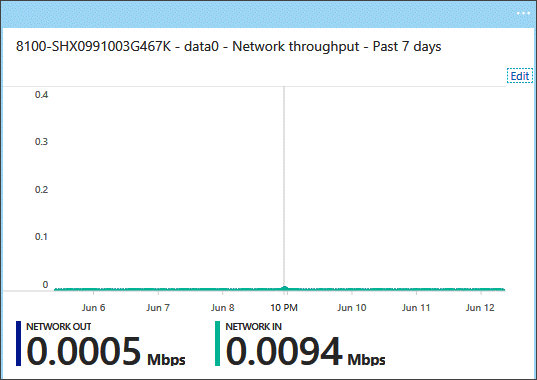 8100-SHX0991003G467K - data0 - Network throughput - Past 7 days
Edit
0.4
0.3
0.2
0.1
0
Jun 6 Jun 7 Jun 8 10 PM Jun 10 Jun 11 Jun 12
NETWORK OUT NETWORK IN
0.0005 Mbps 0.0094 Mbps